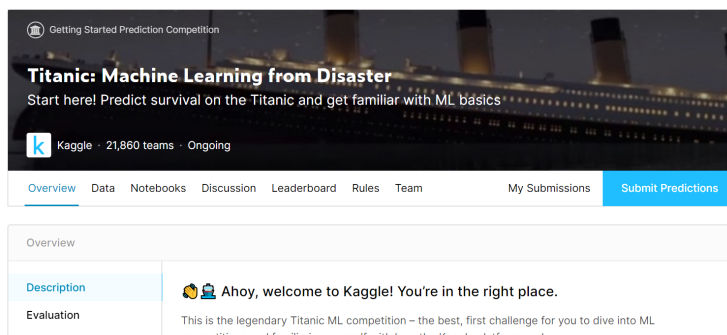 Getting Started Prediction Competition
Titanic: Machine Learning from Disaster
Start here! Predict survival on the Titanic and get familiar with ML basics
k Kaggle · 21,860 teams · Ongoing
Overview Data Notebooks Discussion Leaderboard Rules Team My Submissions Submit Predictions
Overview
Description
👋🚢 Ahoy, welcome to Kaggle! You’re in the right place.
Evaluation
This is the legendary Titanic ML competition – the best, first challenge for you to dive into ML